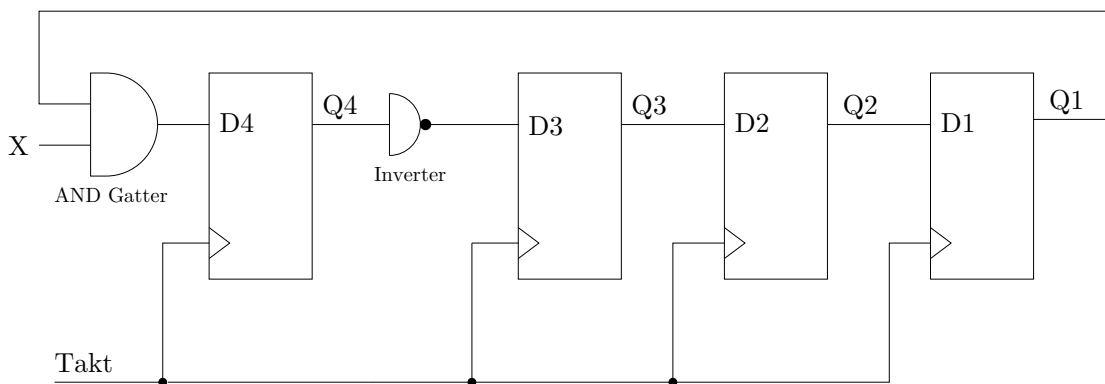 X
AND Gatter
D4
Q4
Inverter
D3
Q3
D2
Q2
D1
Q1
Takt